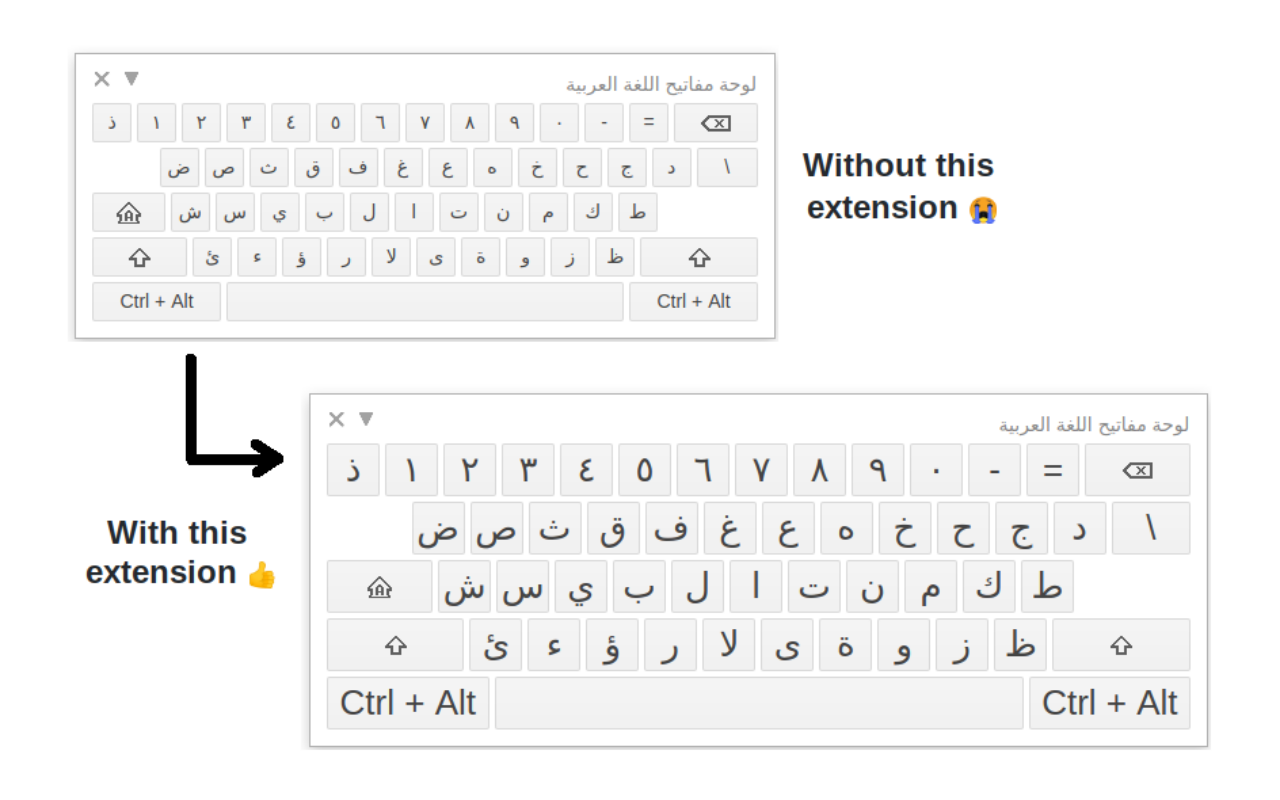 لوحة مفاتيح اللغة العربية
ذ ١ ٢ ٣ ٤ ٥ ٦ ٧ ٨ ٩ ٠ - =
ض ص ث ق ف غ ع ه خ ح ج د \
ش س ي ب ل ا ت ن م ك ط
ئ ء ؤ ر لا ى ة و ز ظ
Ctrl + Alt Ctrl + Alt
Without this
extension 😭
لوحة مفاتيح اللغة العربية
ذ ١ ٢ ٣ ٤ ٥ ٦ ٧ ٨ ٩ ٠ - =
ض ص ث ق ف غ ع ه خ ح ج د \
ش س ي ب ل ا ت ن م ك ط
ئ ء ؤ ر لا ى ة و ز ظ
Ctrl + Alt Ctrl + Alt
With this
extension 👍